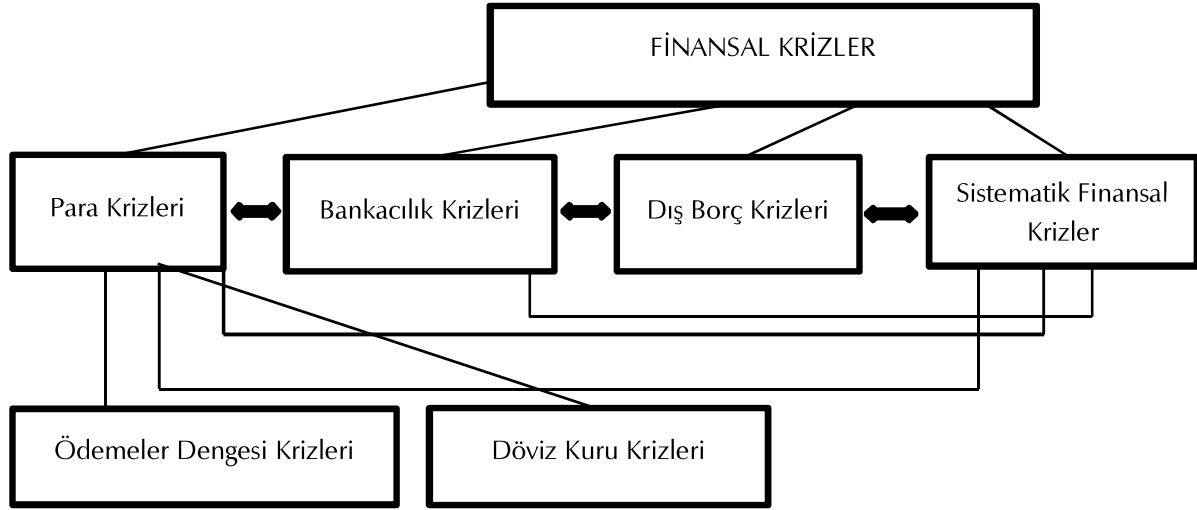 FİNANSAL KRİZLER
Para Krizleri
Bankacılık Krizleri
Dış Borç Krizleri
Sistematik Finansal
Krizler
Ödemeler Dengesi Krizleri
Döviz Kuru Krizleri